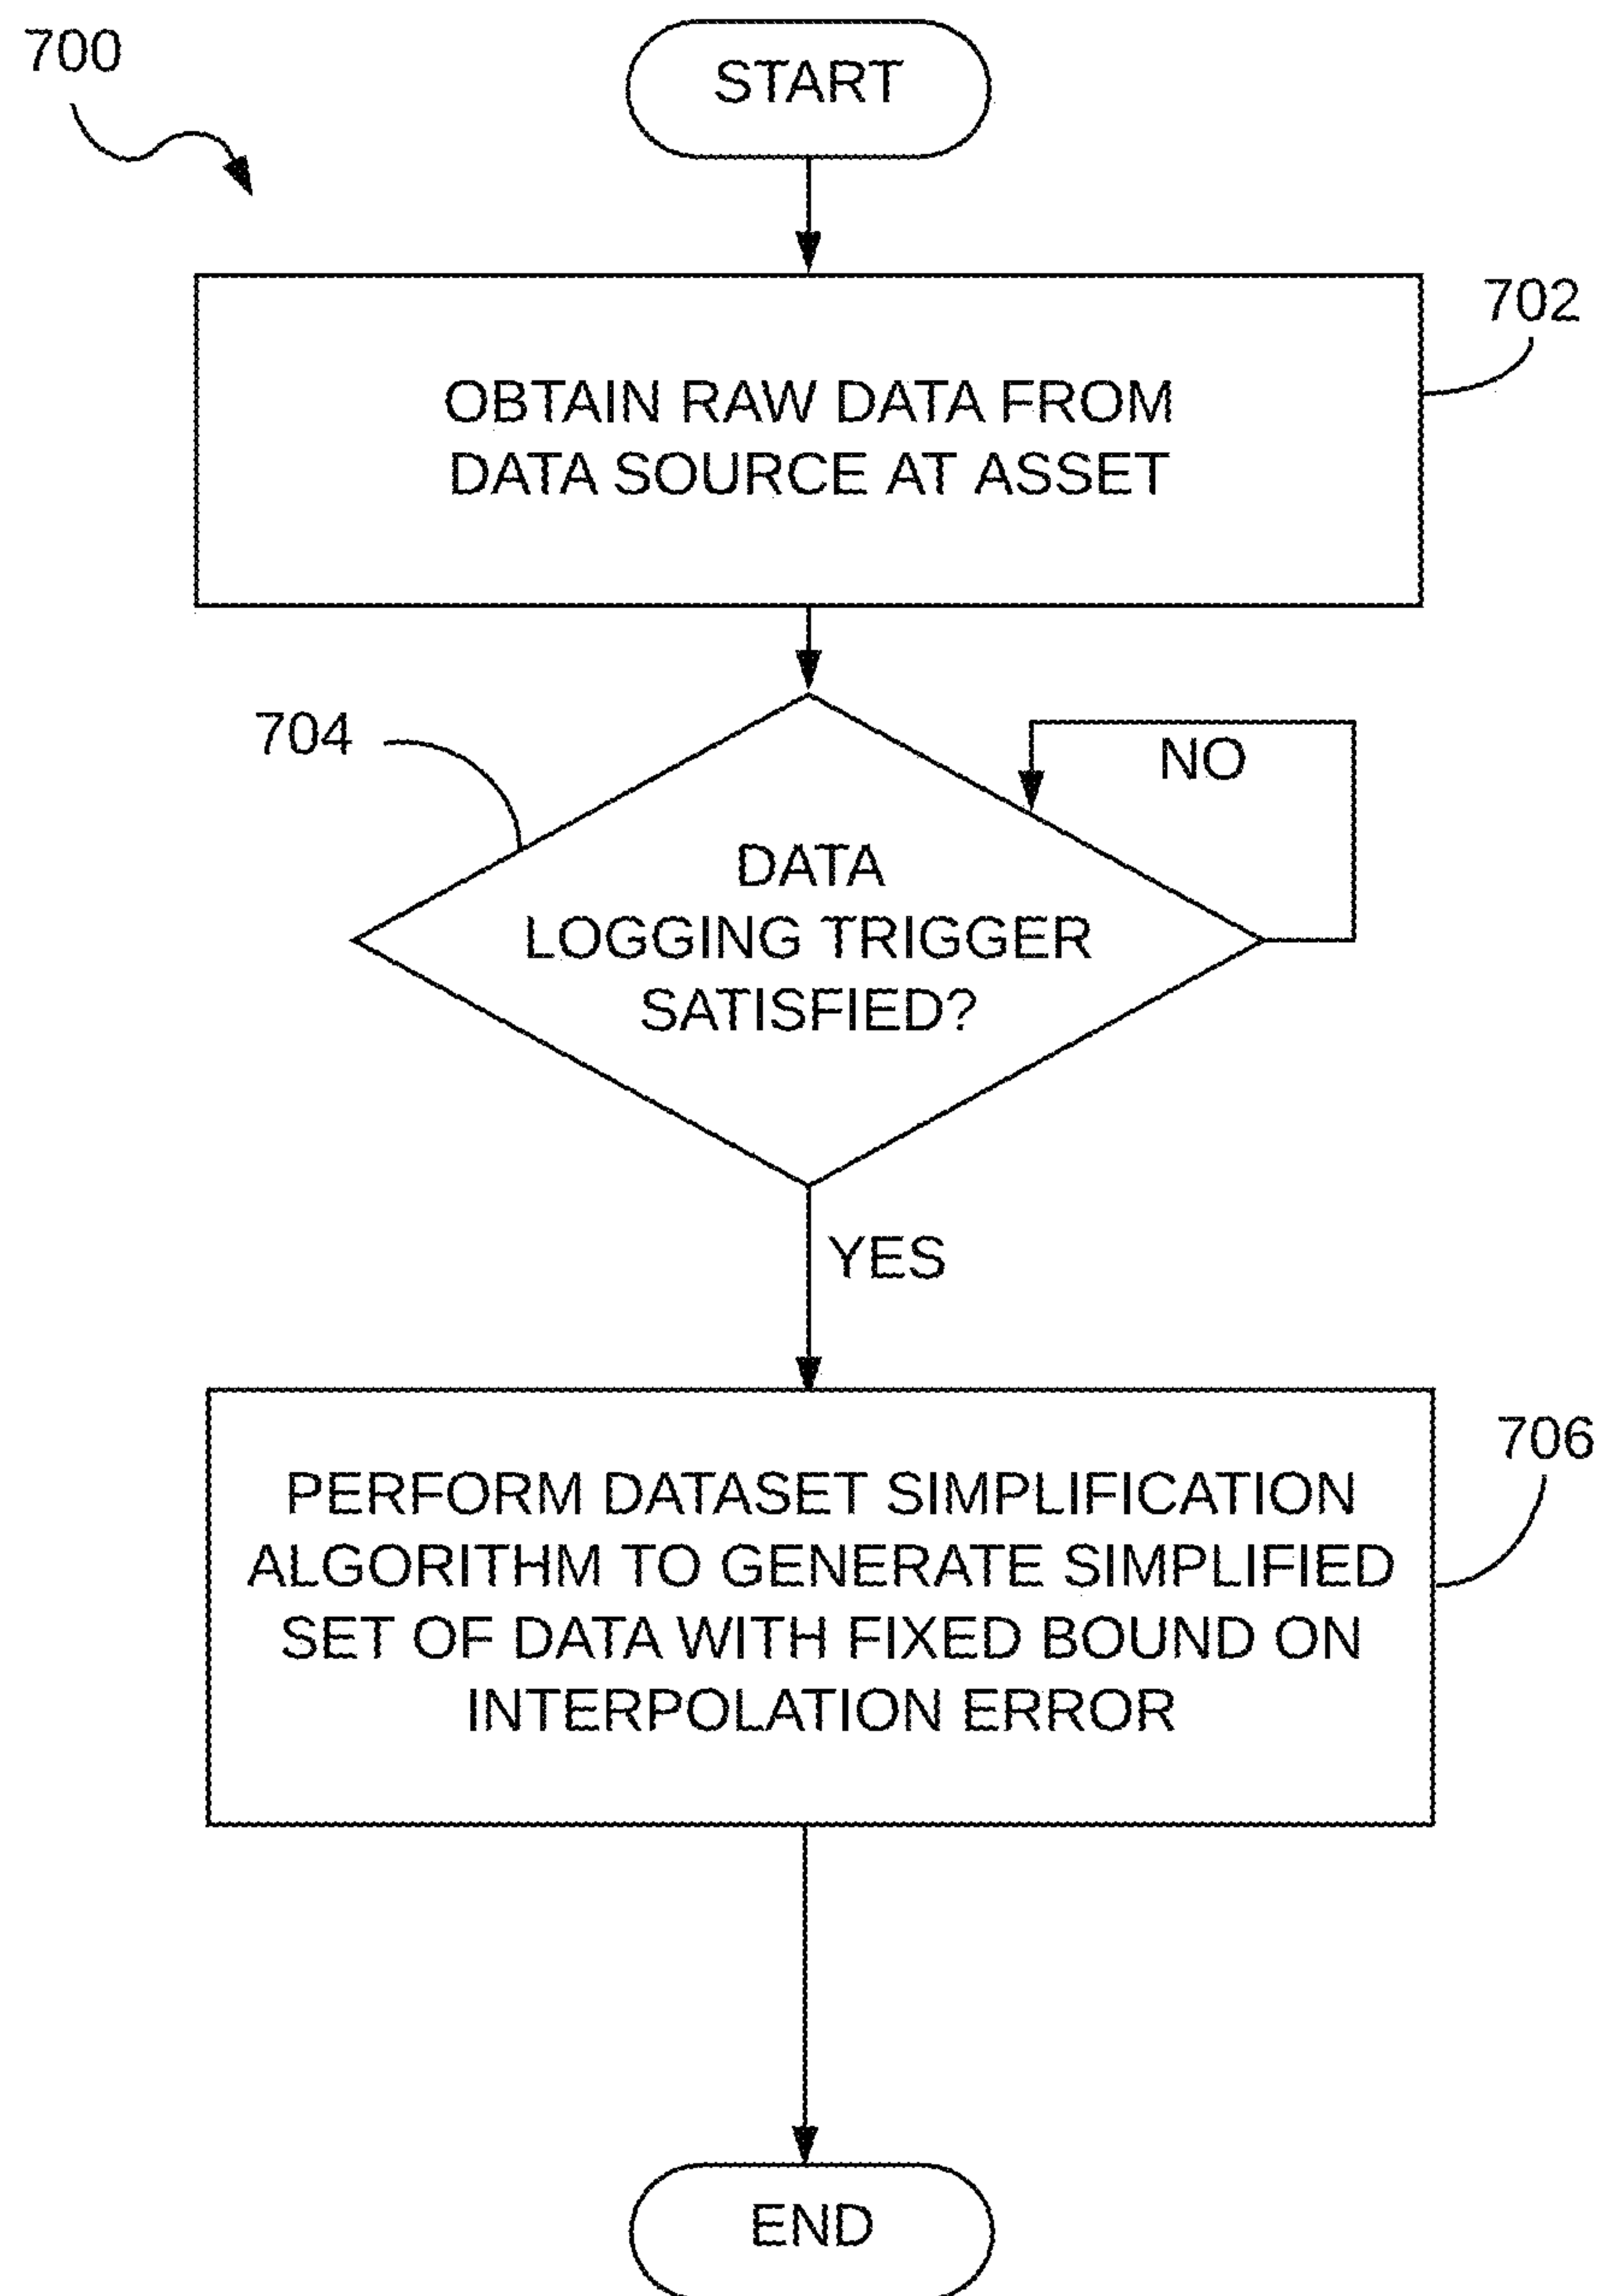 700
START
702
OBTAIN RAW DATA FROM
DATA SOURCE AT ASSET
704
NO
DATA
LOGGING TRIGGER
SATISFIED?
YES
706
PERFORM DATASET SIMPLIFICATION
ALGORITHM TO GENERATE SIMPLIFIED
SET OF DATA WITH FIXED BOUND ON
INTERPOLATION ERROR
END